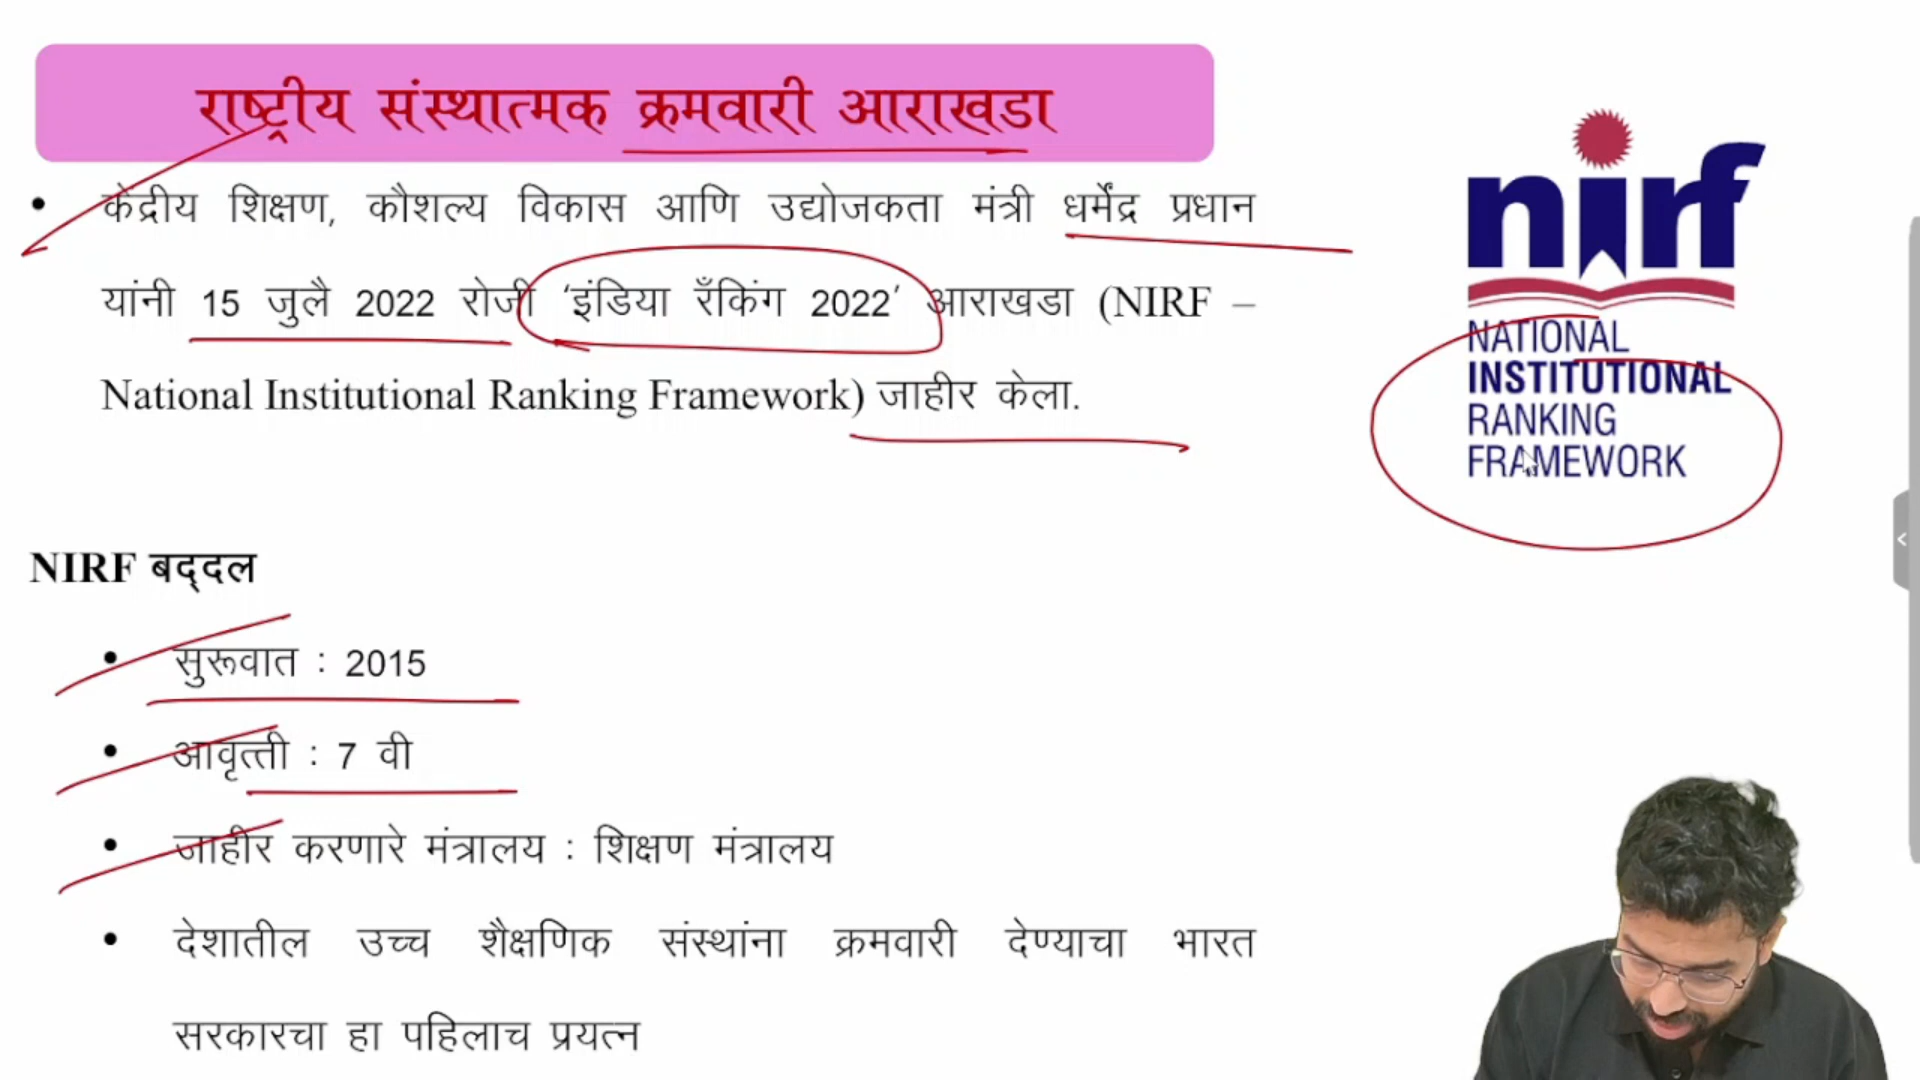 राष्ट्रीय संस्थात्मक क्रमवारी आराखडा
• केंद्रीय शिक्षण, कौशल्य विकास आणि उद्योजकता मंत्री धर्मेंद्र प्रधान
यांनी 15 जुलै 2022 रोजी ‘इंडिया रँकिंग 2022’ आराखडा (NIRF –
National Institutional Ranking Framework) जाहीर केला.
nirf
NATIONAL
INSTITUTIONAL
RANKING
FRAMEWORK
NIRF बद्दल
• सुरूवात : 2015
• आवृत्ती : 7 वी
• जाहीर करणारे मंत्रालय : शिक्षण मंत्रालय
• देशातील उच्च शैक्षणिक संस्थांना क्रमवारी देण्याचा भारत
सरकारचा हा पहिलाच प्रयत्न